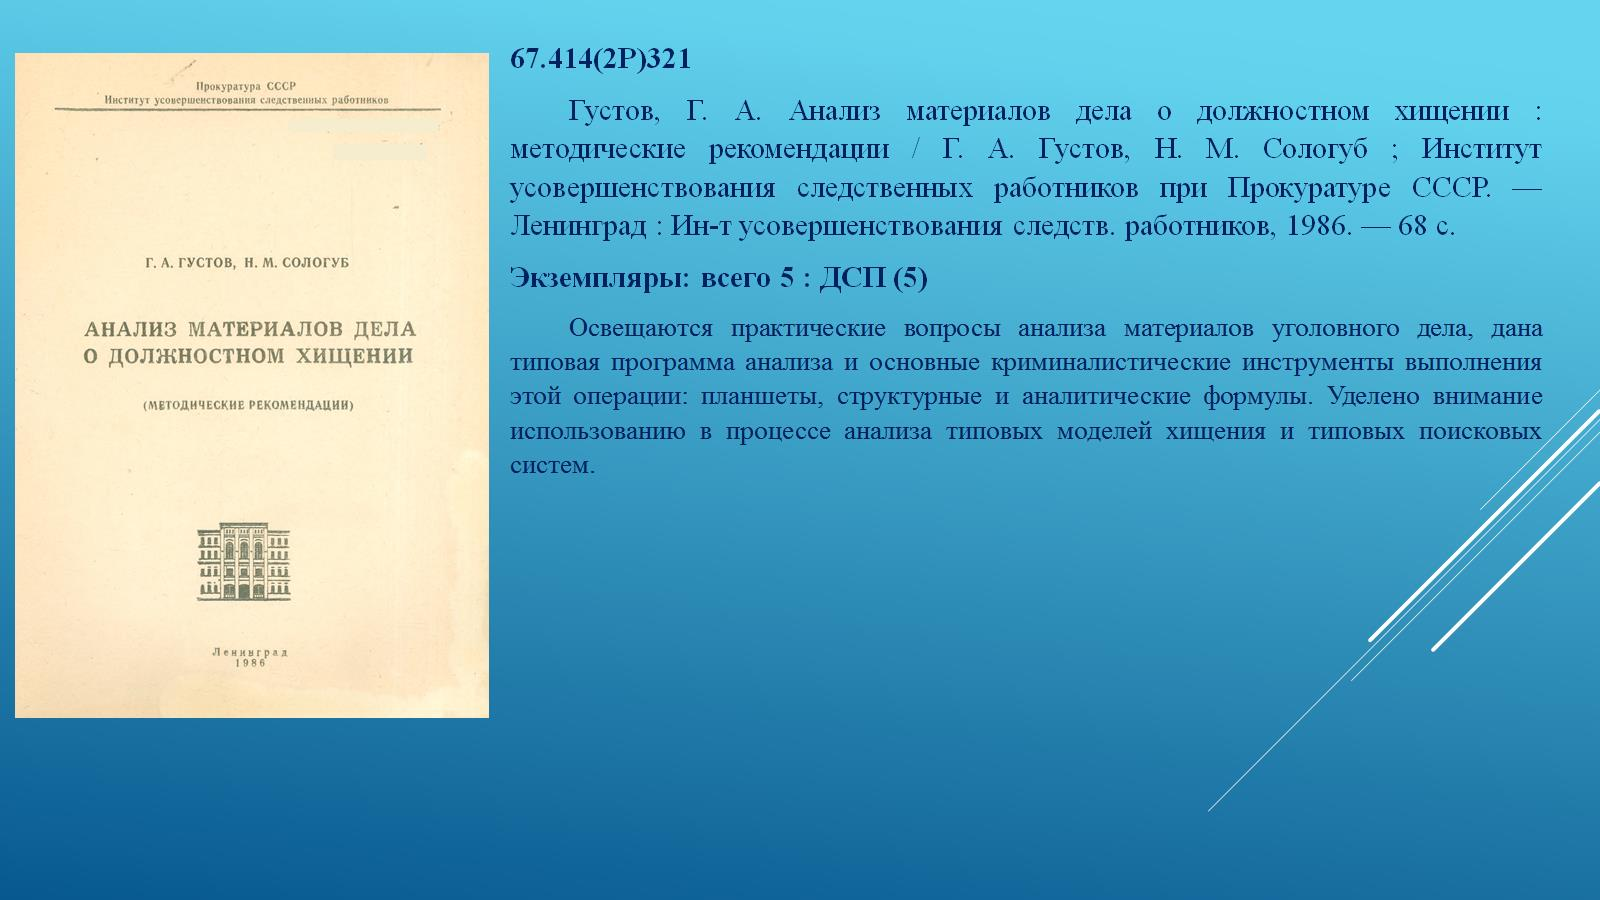 Прокуратура СССР
Институт усовершенствования следственных работников
Г. А. ГУСТОВ, Н. М. СОЛОГУБ
АНАЛИЗ МАТЕРИАЛОВ ДЕЛА
О ДОЛЖНОСТНОМ ХИЩЕНИИ
(МЕТОДИЧЕСКИЕ РЕКОМЕНДАЦИИ)
Ленинград
1986
67.414(2Р)321
Густов, Г. А. Анализ материалов дела о должностном хищении :
методические рекомендации / Г. А. Густов, Н. М. Сологуб ; Институт
усовершенствования следственных работников при Прокуратуре СССР. —
Ленинград : Ин-т усовершенствования следств. работников, 1986. — 68 с.
Экземпляры: всего 5 : ДСП (5)
Освещаются практические вопросы анализа материалов уголовного дела, дана
типовая программа анализа и основные криминалистические инструменты выполнения
этой операции: планшеты, структурные и аналитические формулы. Уделено внимание
использованию в процессе анализа типовых моделей хищения и типовых поисковых
систем.